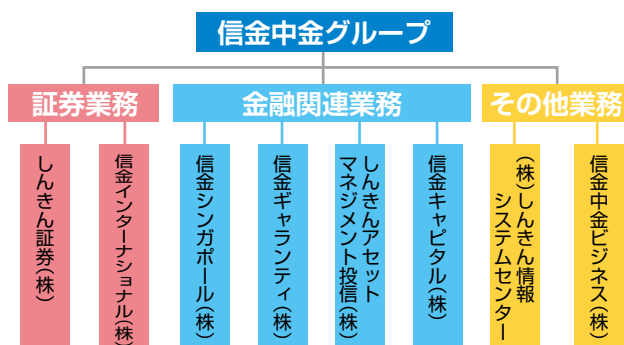 信金中金グループ
証券業務
金融関連業務
その他業務
しんきん証券(株)
信金インターナショナル(株)
信金シンガポール(株)
信金ギャランティ(株)
しんきんアセット
マネジメント投信(株)
信金キャピタル(株)
(株)しんきん情報
システムセンター
信金中金ビジネス(株)